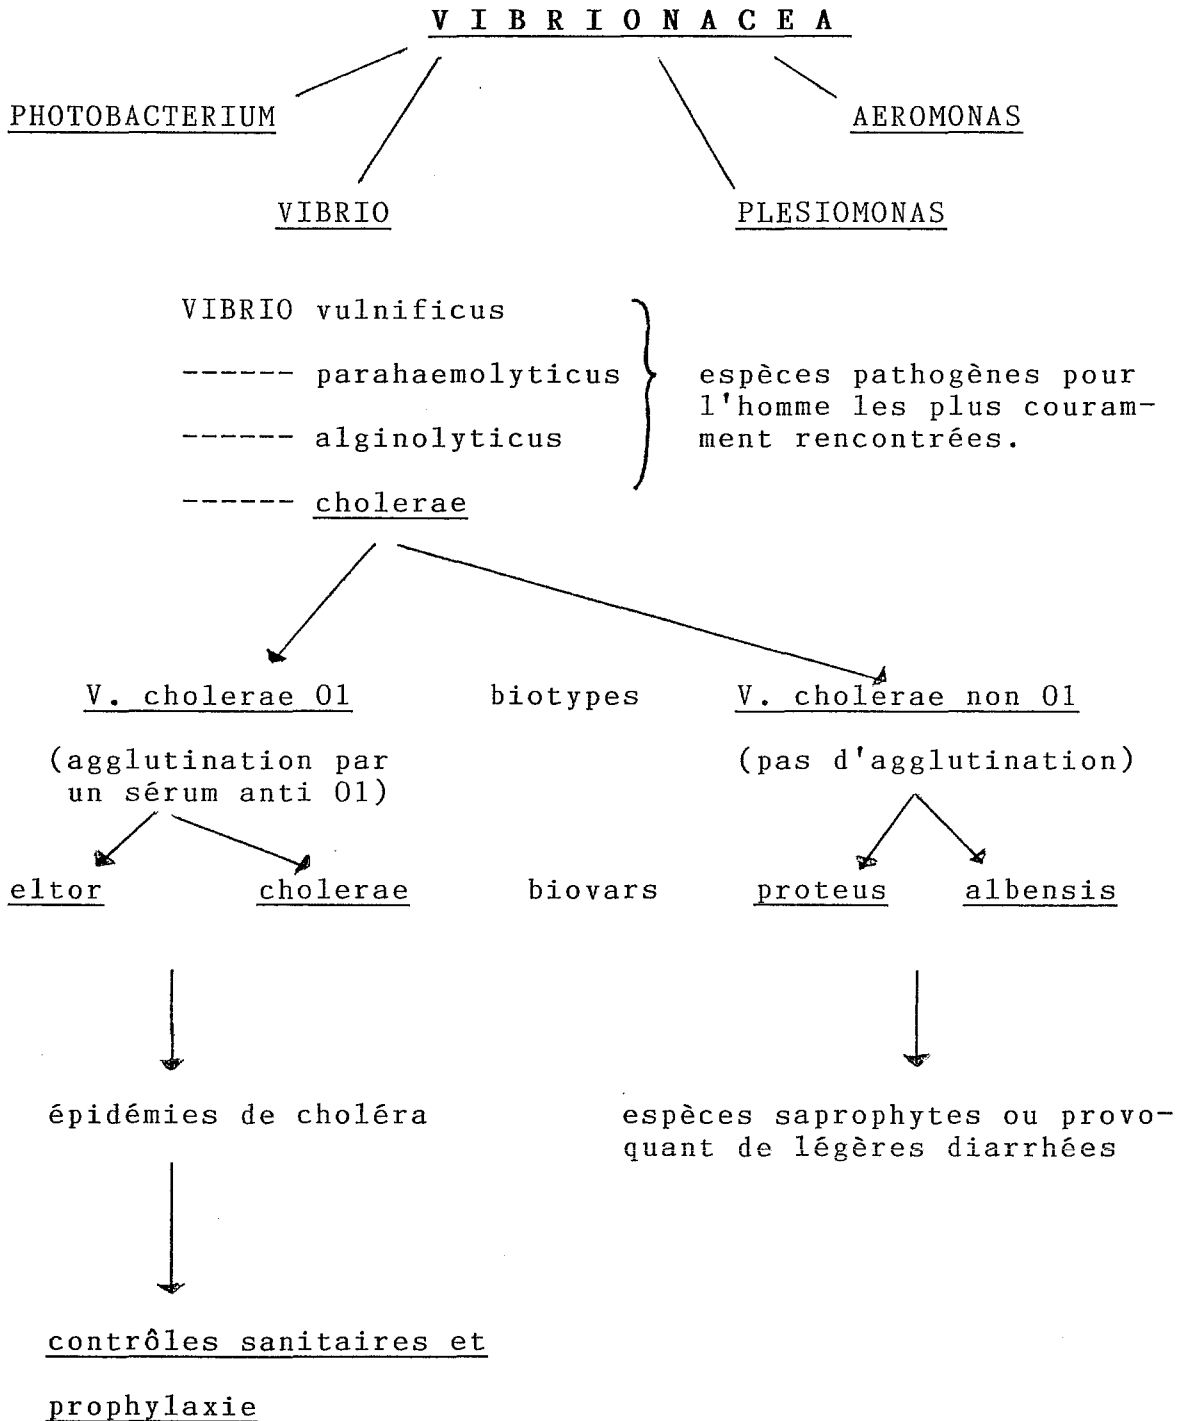 V I B R I O N A C E A
PHOTOBACTERIUM
AEROMONAS
VIBRIO
PLESIOMONAS
VIBRIO vulnificus
------ parahaemolyticus
------ alginolyticus
------ cholerae
espèces pathogènes pour
l'homme les plus couram-
ment rencontrées.
V. cholerae 01
biotypes
V. cholerae non 01
(agglutination par
un sérum anti 01)
(pas d'agglutination)
eltor
cholerae
biovars
proteus
albensis
épidémies de choléra
espèces saprophytes ou provo-
quant de légères diarrhées
contrôles sanitaires et
prophylaxie